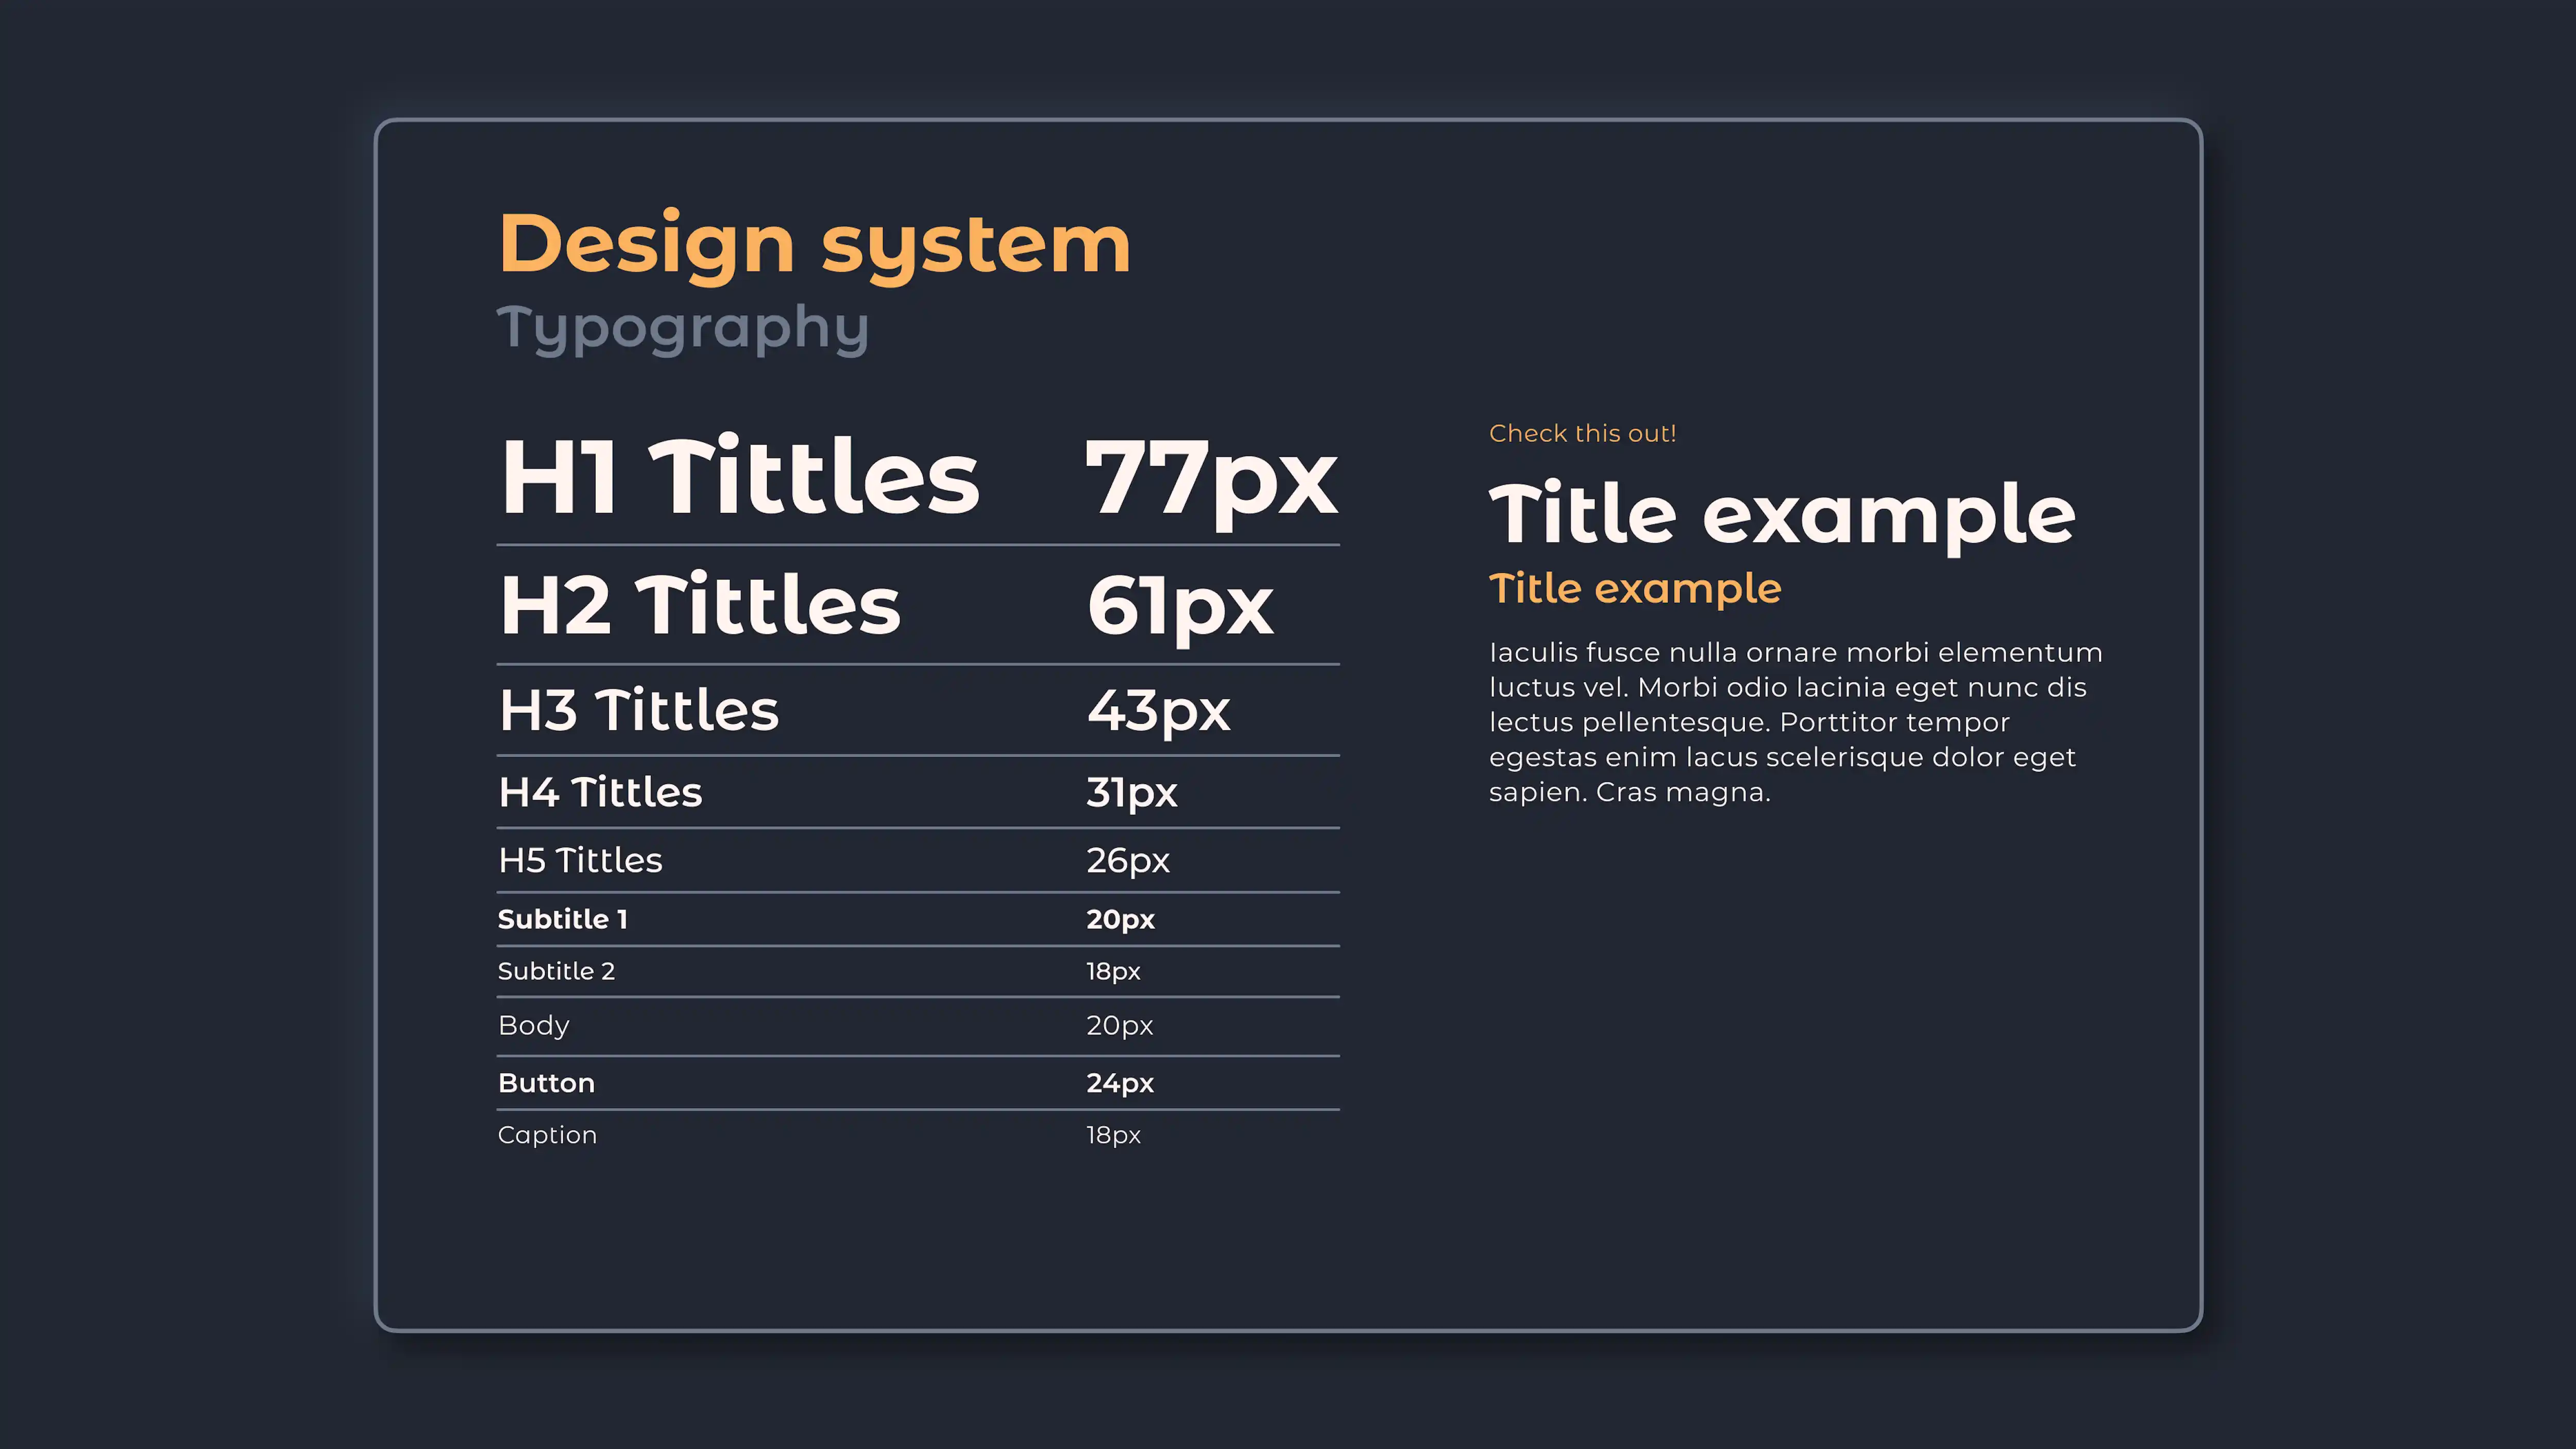 Design system
Typography
H1 Tittles 77px
H2 Tittles 61px
H3 Tittles 43px
H4 Tittles 31px
H5 Tittles 26px
Subtitle 1 20px
Subtitle 2 18px
Body 20px
Button 24px
Caption 18px
Check this out!
Title example
Title example
Iaculis fusce nulla ornare morbi elementum
luctus vel. Morbi odio lacinia eget nunc dis
lectus pellentesque. Porttitor tempor
egestas enim lacus scelerisque dolor eget
sapien. Cras magna.